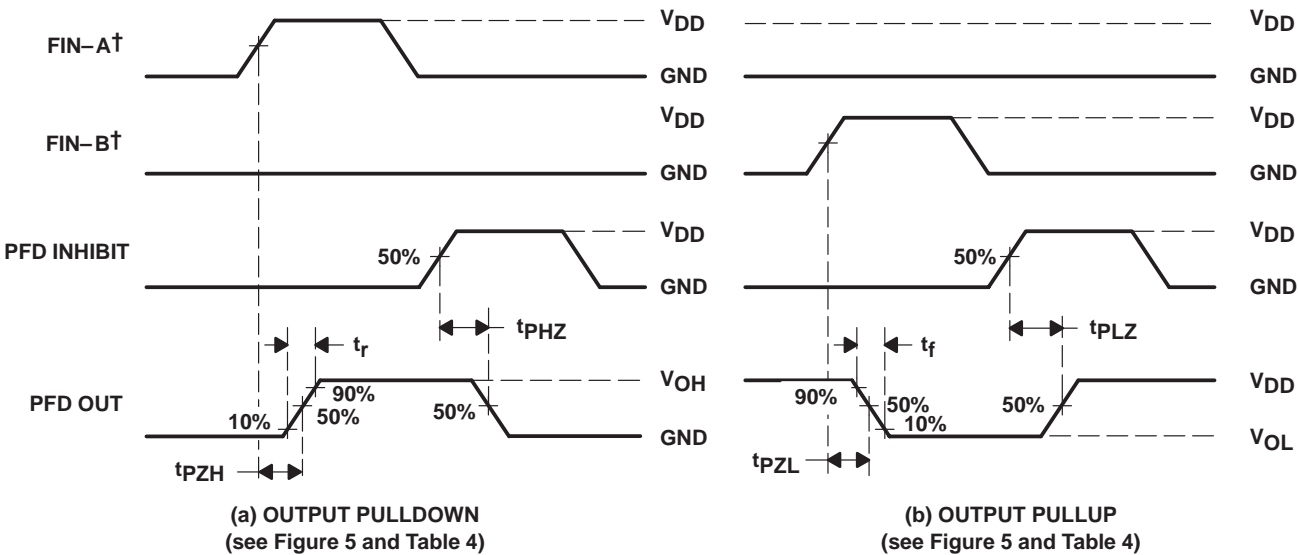 FIN–A†
VDD
GND
VDD
GND
FIN–B†
VDD
GND
VDD
GND
PFD INHIBIT
50%
VDD
GND
50%
VDD
GND
tPHZ
tr
tPLZ
tf
PFD OUT
10%
90%
50%
50%
VOH
GND
90%
50%
10%
50%
VDD
VOL
tPZH
tPZL
(a) OUTPUT PULLDOWN
(see Figure 5 and Table 4)
(b) OUTPUT PULLUP
(see Figure 5 and Table 4)